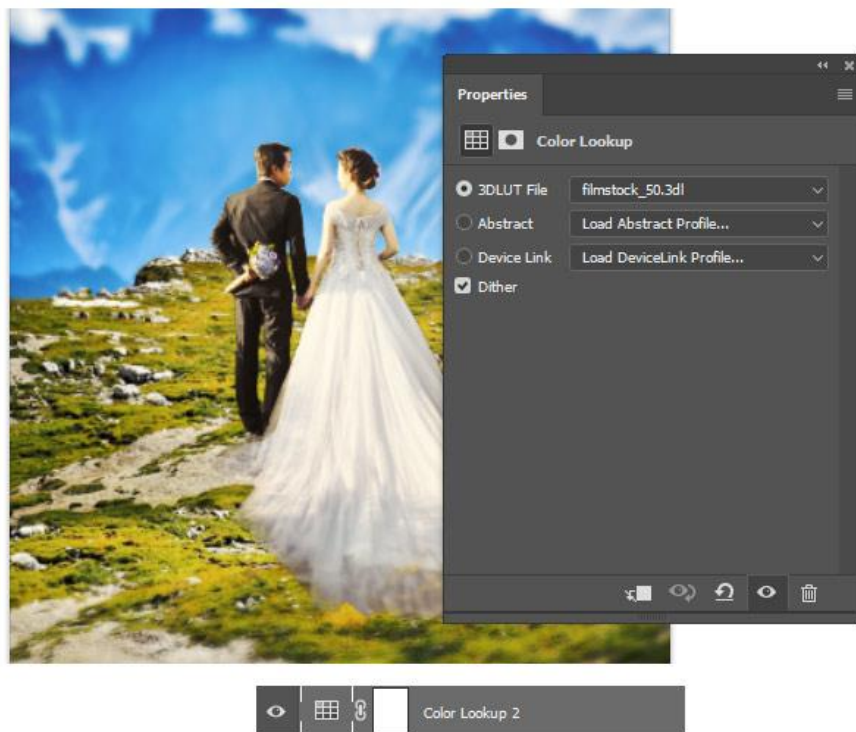 Properties
Color Lookup
3DLUT File filmstock_50.3dl
Abstract Load Abstract Profile...
Device Link Load DeviceLink Profile...
Dither
Color Lookup 2